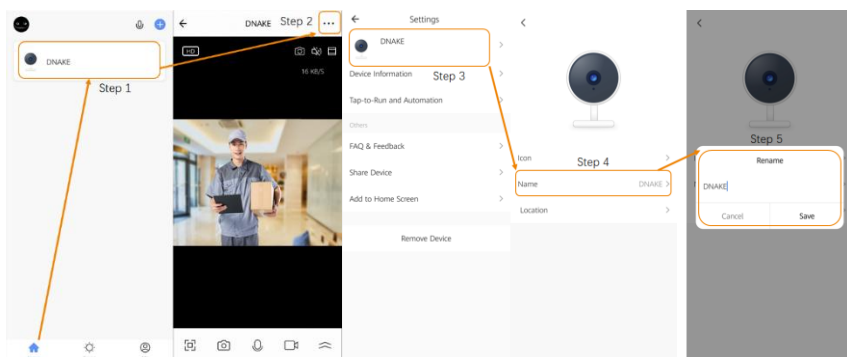 DNAKE
Step 1
DNAKE
Step 2
HD
16 KB/S
Settings
DNAKE
Device Information
Step 3
Tap-to-Run and Automation
Others
FAQ & Feedback
Share Device
Add to Home Screen
Remove Device
Icon
Step 4
Name
DNAKE
Location
Step 5
Rename
DNAKE
Cancel
Save